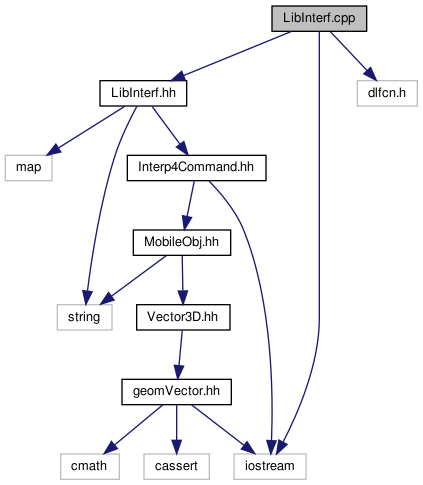 LibInterf.cpp
LibInterf.hh
dlfcn.h
map
Interp4Command.hh
MobileObj.hh
string
Vector3D.hh
geomVector.hh
cmath
cassert
iostream